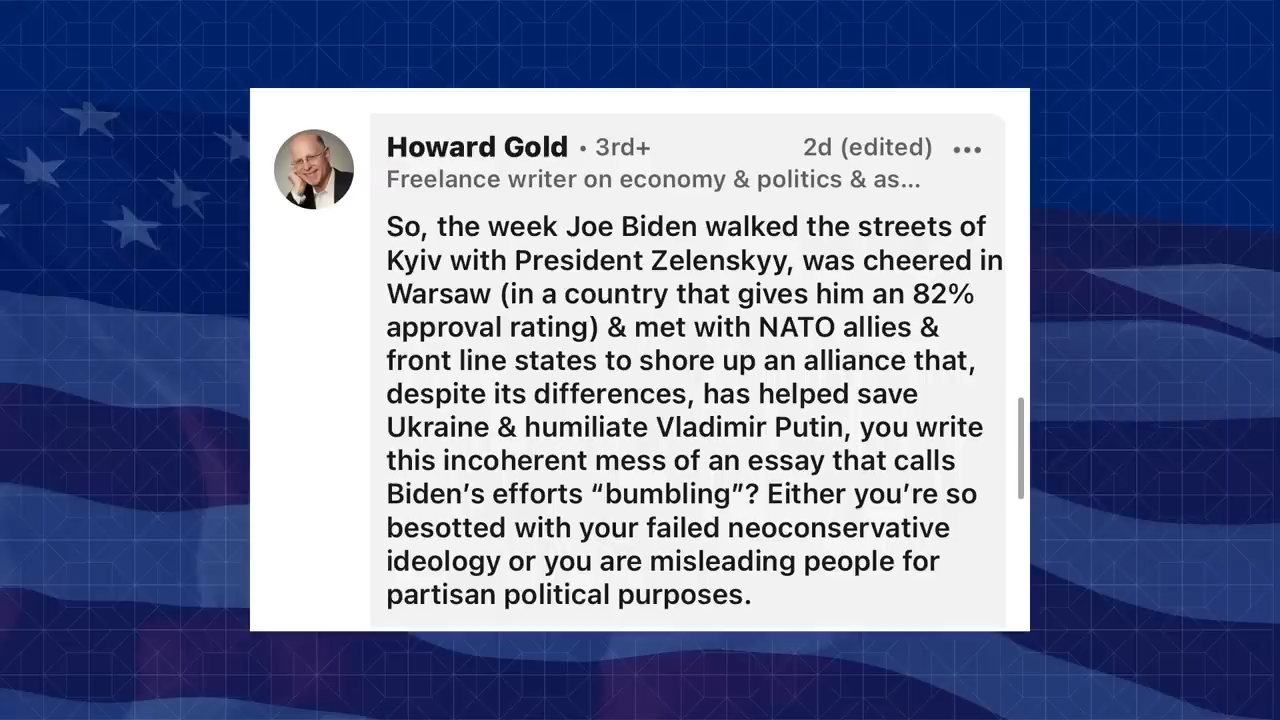 Howard Gold • 3rd+ 2d (edited) •••
Freelance writer on economy & politics & as...
So, the week Joe Biden walked the streets of
Kyiv with President Zelenskyy, was cheered in
Warsaw (in a country that gives him an 82%
approval rating) & met with NATO allies &
front line states to shore up an alliance that,
despite its differences, has helped save
Ukraine & humiliate Vladimir Putin, you write
this incoherent mess of an essay that calls
Biden’s efforts “bumbling”? Either you’re so
besotted with your failed neoconservative
ideology or you are misleading people for
partisan political purposes.